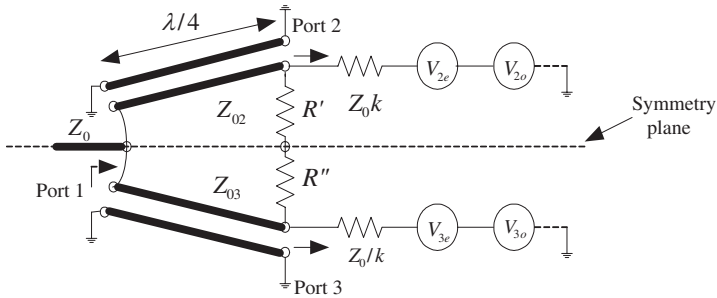 λ/4
Port 2
Z₀k
V₂ₑ
V₂ₒ
Z₀₂
R'
Z₀
Symmetry
plane
Port 1
Z₀₃
R"
Z₀/k
V₃ₑ
V₃ₒ
Port 3